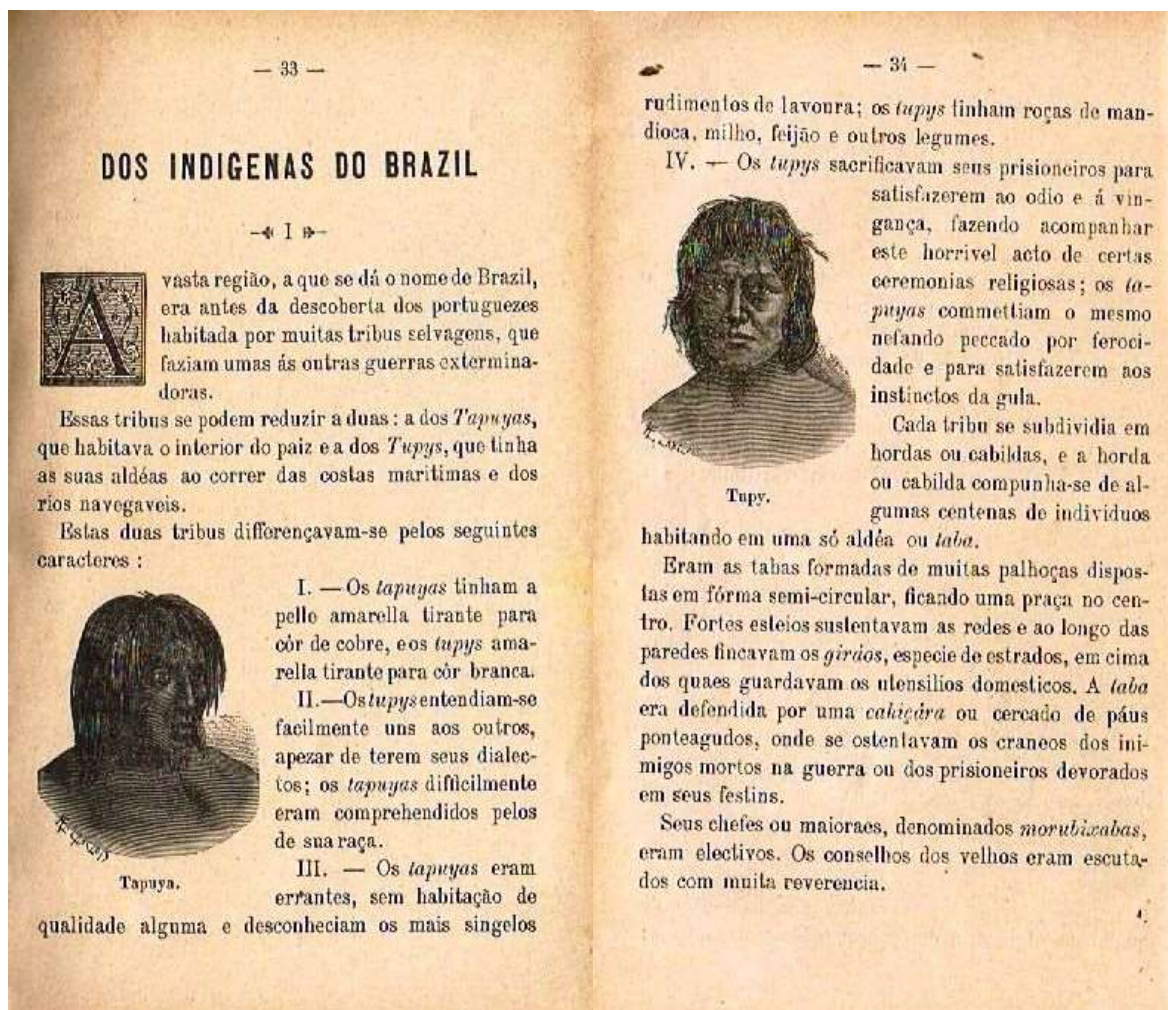 — 33 —
DOS INDIGENAS DO BRAZIL
I
A vasta região, a que se dá o nome de Brazil,
era antes da descoberta dos portuguezes
habitada por muitas tribus selvagens, que
faziam umas ás outras guerras extermina-
doras.
Essas tribus se podem reduzir a duas : a dos Tapuyas,
que habitava o interior do paiz e a dos Tupys, que tinha
as suas aldéas ao correr das costas maritimas e dos
rios navegaveis.
Estas duas tribus differençavam-se pelos seguintes
caracteres :
I. — Os tapuyas tinham a
pelle amarella tirante para
côr de cobre, e os tupys ama-
rella tirante para côr branca.
II. — Os tupys entendiam-se
facilmente uns aos outros,
apezar de terem seus dialec-
tos; os tapuyas difficilmente
eram comprehendidos pelos
de sua raça.
III. — Os tapuyas eram
errantes, sem habitação de
Tapuya.
qualidade alguma e desconheciam os mais singelos
— 34 —
rudimentos de lavoura; os tupys tinham roças de man-
dioca, milho, feijão e outros legumes.
IV. — Os tupys sacrificavam seus prisioneiros para
satisfazerem ao odio e á vin-
gança, fazendo acompanhar
este horrivel acto de certas
ceremonias religiosas; os ta-
puyas commettiam o mesmo
nefando peccado por feroci-
dade e para satisfazerem aos
instinctos da gula.
Cada tribu se subdividia em
hordas ou cabildas, e a horda
ou cabilda compunha-se de al-
gumas centenas de individuos
Tupy.
habitando em uma só aldéa ou taba.
Eram as tabas formadas de muitas palhoças dispos-
tas em fórma semi-circular, ficando uma praça no cen-
tro. Fortes esteios sustentavam as redes e ao longo das
paredes fincavam os giráos, especie de estrados, em cima
dos quaes guardavam os utensilios domesticos. A taba
era defendida por uma cahiçára ou cercado de páus
ponteagudos, onde se ostentavam os craneos dos ini-
migos mortos na guerra ou dos prisioneiros devorados
em seus festins.
Seus chefes ou maioraes, denominados morubixabas,
eram electivos. Os conselhos dos velhos eram escuta-
dos com muita reverencia.